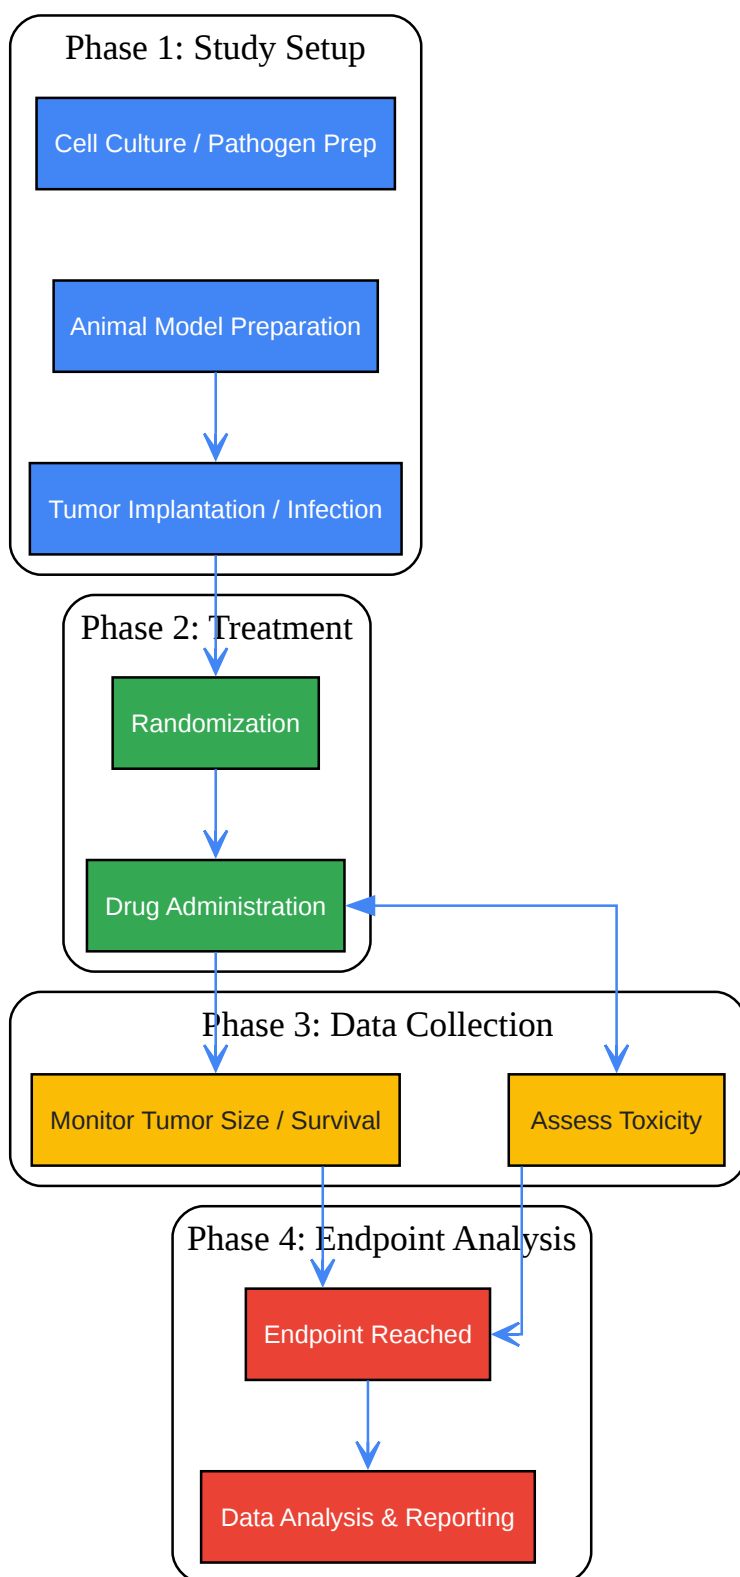 Phase 1: Study Setup
Cell Culture / Pathogen Prep
Animal Model Preparation
Tumor Implantation / Infection
Phase 2: Treatment
Randomization
Drug Administration
Phase 3: Data Collection
Monitor Tumor Size / Survival
Assess Toxicity
Phase 4: Endpoint Analysis
Endpoint Reached
Data Analysis & Reporting